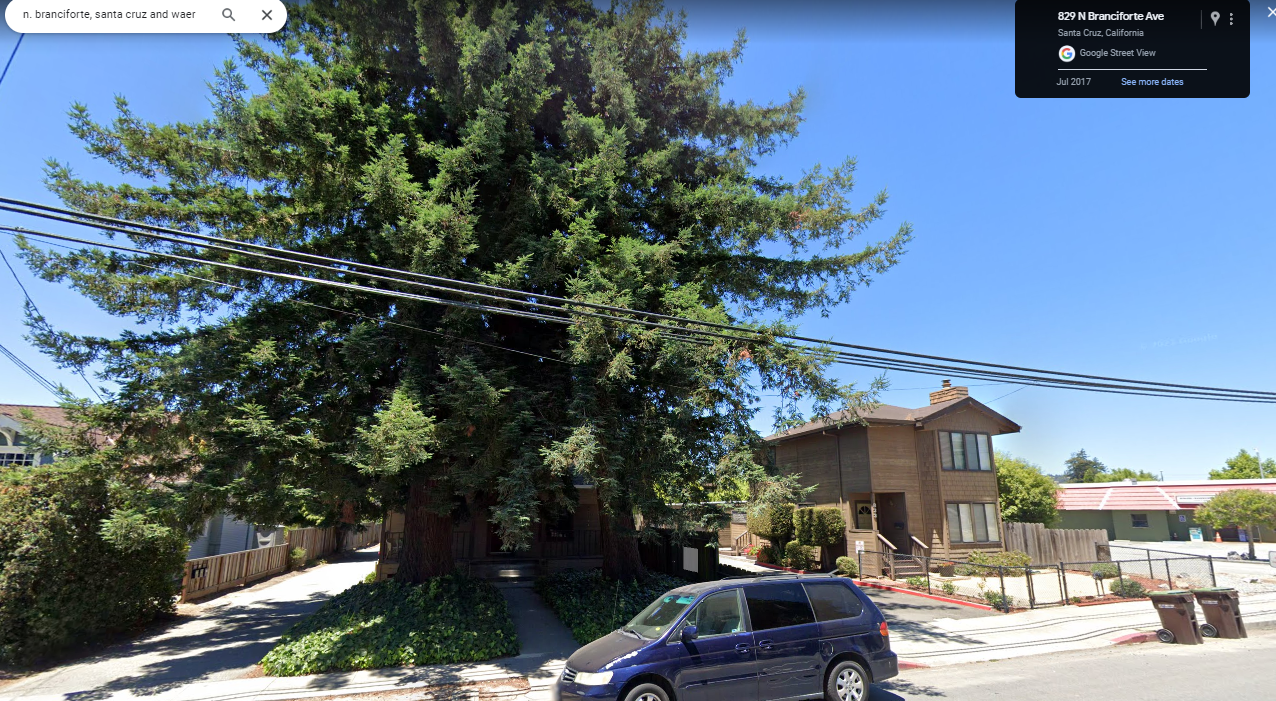 n. branciforte, santa cruz and waer
829 N Branciforte Ave
Santa Cruz, California
Google Street View
Jul 2017
See more dates